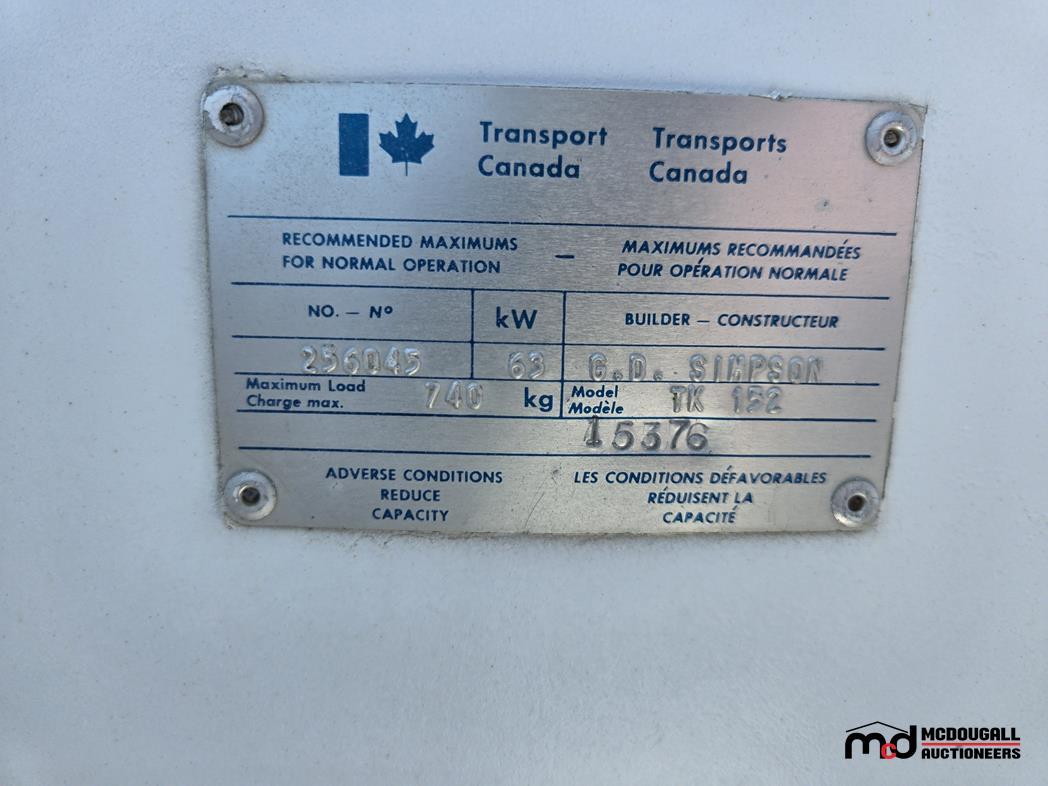 Transport Canada
Transports Canada
RECOMMENDED MAXIMUMS
FOR NORMAL OPERATION
—
MAXIMUMS RECOMMANDÉES
POUR OPÉRATION NORMALE
NO. — Nº
kW
BUILDER — CONSTRUCTEUR
256045
63
G.D. SIMPSON
Maximum Load
Charge max.
740 kg
Model
Modèle
TK 152
15376
ADVERSE CONDITIONS
REDUCE
CAPACITY
LES CONDITIONS DÉFAVORABLES
RÉDUISENT LA
CAPACITÉ
mcd MCDOUGALL
AUCTIONEERS